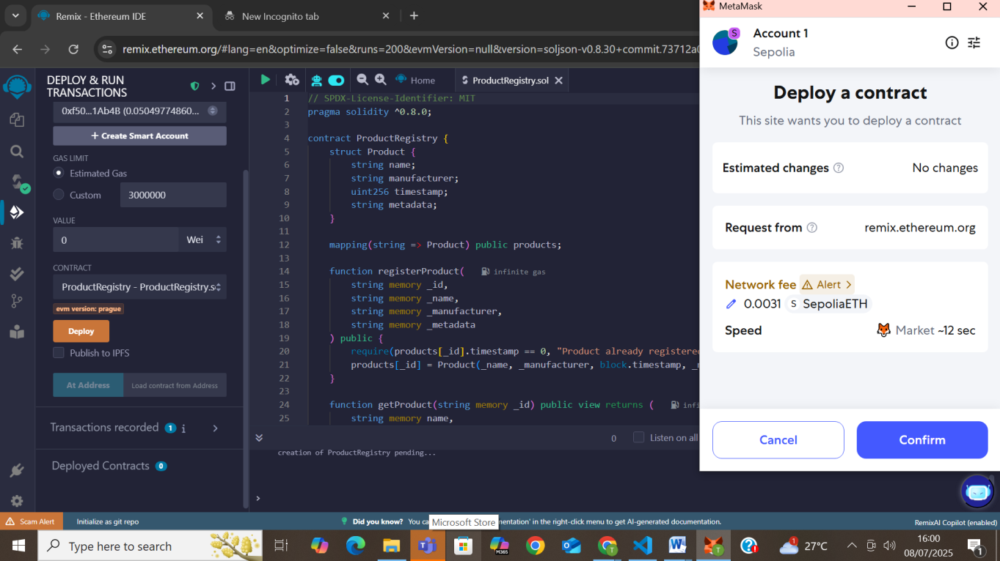 Remix - Ethereum IDE
New Incognito tab
remix.ethereum.org/#lang=en&optimize=false&runs=200&evmVersion=null&version=soljson-v0.8.30+commit.73712a0
DEPLOY & RUN
TRANSACTIONS
0xf50...1Ab4B (0.05049774860...
+ Create Smart Account
GAS LIMIT
Estimated Gas
Custom 3000000
VALUE
0 Wei
CONTRACT
ProductRegistry - ProductRegistry.s
evm version: prague
Deploy
Publish to IPFS
At Address Load contract from Address
Transactions recorded 1 i
Deployed Contracts 0
Home
ProductRegistry.sol
1 // SPDX-License-Identifier: MIT
2 pragma solidity ^0.8.0;
3
4 contract ProductRegistry {
5 struct Product {
6 string name;
7 string manufacturer;
8 uint256 timestamp;
9 string metadata;
10 }
11
12 mapping(string => Product) public products;
13
14 function registerProduct( infinite gas
15 string memory _id,
16 string memory _name,
17 string memory _manufacturer,
18 string memory _metadata
19 ) public {
20 require(products[_id].timestamp == 0, "Product already registered
21 products[_id] = Product(_name, _manufacturer, block.timestamp, _
22 }
23
24 function getProduct(string memory _id) public view returns ( inf
25 string memory name,
0 Listen on all
creation of ProductRegistry pending...
>
MetaMask
S
Account 1
Sepolia
Deploy a contract
This site wants you to deploy a contract
Estimated changes ? No changes
Request from ? remix.ethereum.org
Network fee Alert >
0.0031 S SepoliaETH
Speed Market ~12 sec
Cancel Confirm
Scam Alert Initialize as git repo Did you know? You ca
mentation' in the right-click menu to get AI-generated documentation. RemixAI Copilot (enabled)
Microsoft Store
Type here to search
M365
T
W
T
1
27°C
16:00
08/07/2025
1